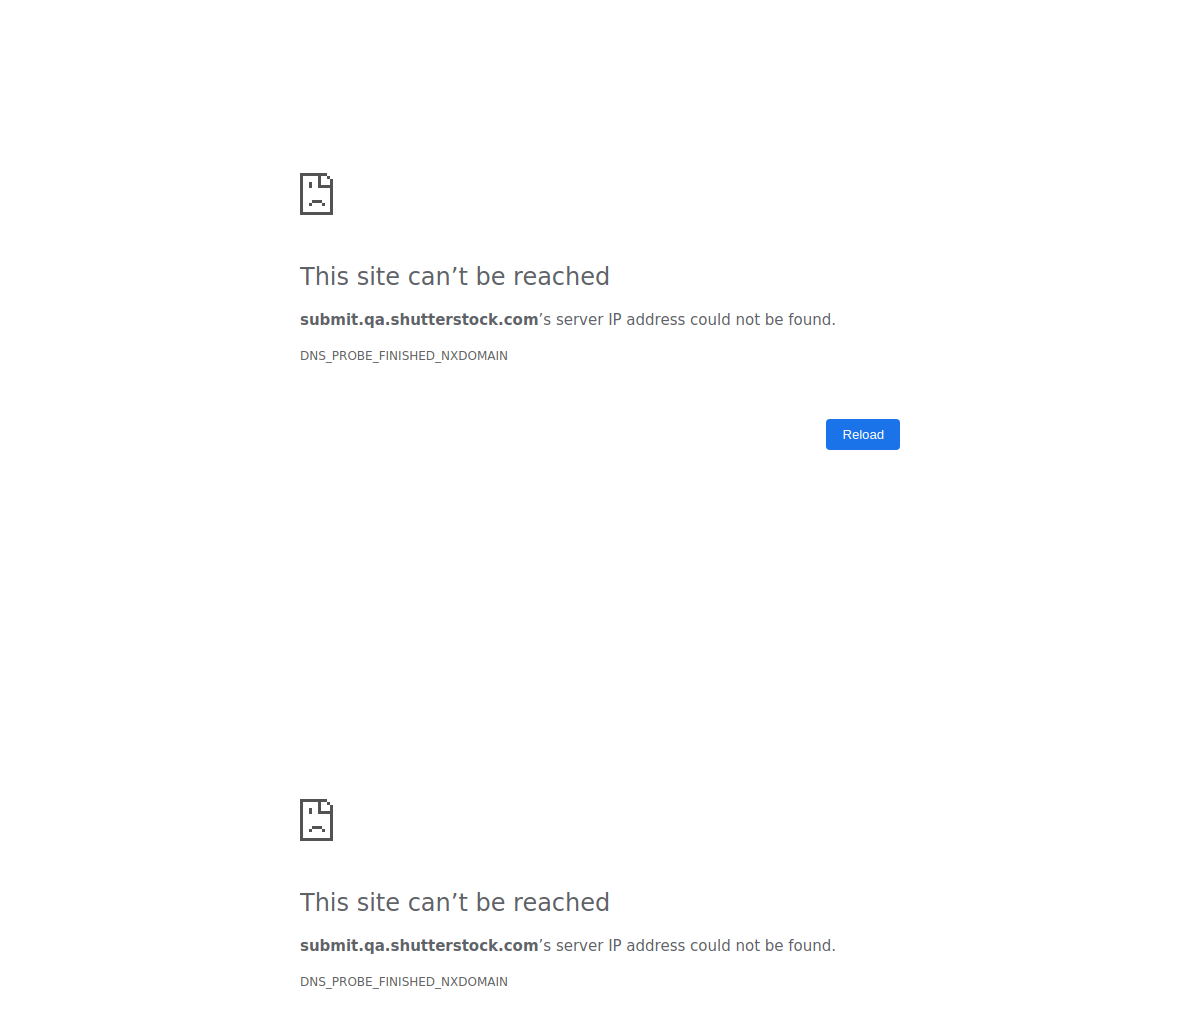 This site can’t be reached
submit.qa.shutterstock.com’s server IP address could not be found.
DNS_PROBE_FINISHED_NXDOMAIN
Reload
This site can’t be reached
submit.qa.shutterstock.com’s server IP address could not be found.
DNS_PROBE_FINISHED_NXDOMAIN